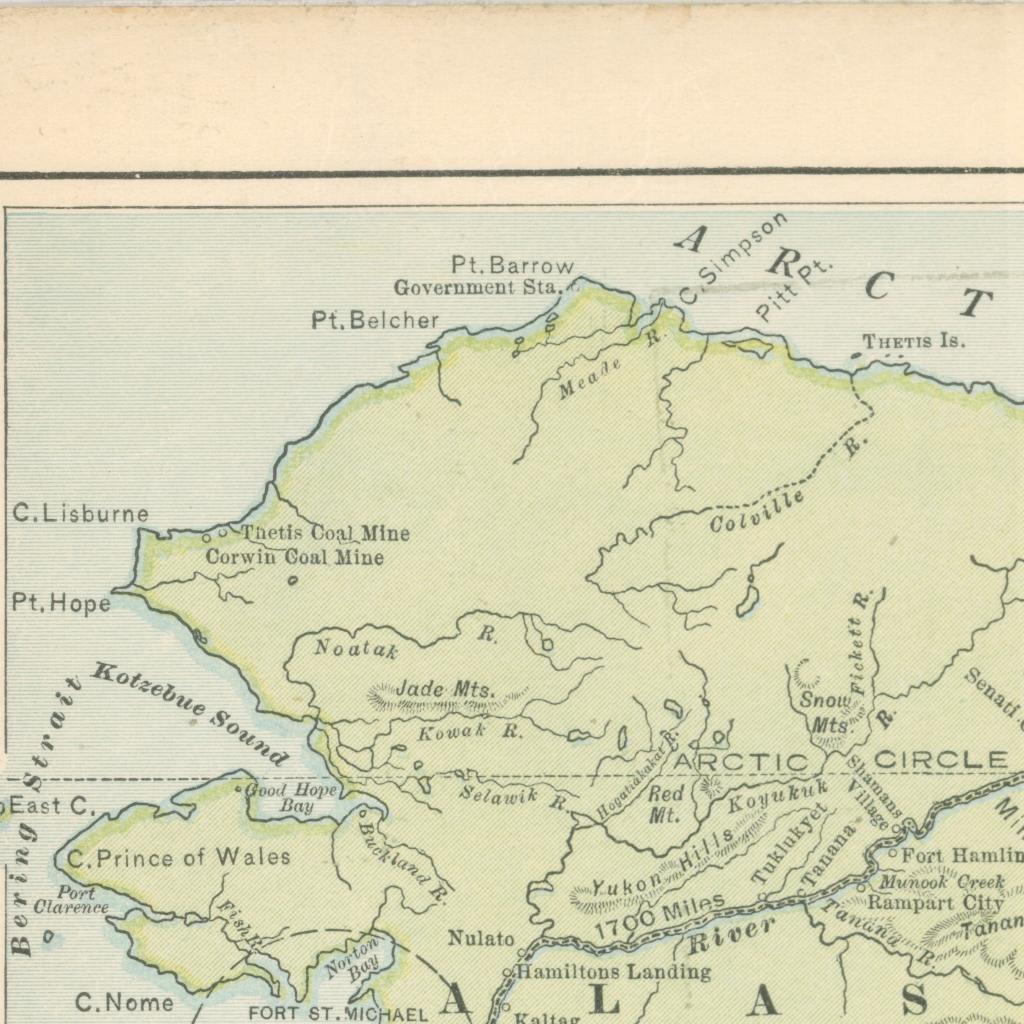 ARCT
C. Simpson
Pitt Pt.
Pt. Barrow
Government Sta.
Pt. Belcher
THETIS IS.
Meade R.
Colville R.
C. Lisburne
Thetis Coal Mine
Corwin Coal Mine
Pt. Hope
Noatak R.
Fickett R.
Kotzebue Sound
Bering Strait
Jade Mts.
Snow
Mts.
R.
Kowak R.
Hogatiakakat R.
ARCTIC CIRCLE
Good Hope
Bay
Selawik R.
Red
Mt.
Koyukuk
Shamans
Village
East C.
C. Prince of Wales
Buckland R.
Yukon Hills
Tuklukyet
Tanana
Fort Hamlin
Port
Clarence
Munook Creek
Rampart City
Fish R.
1700 Miles
River
Tanana R.
Norton
Bay
Nulato
Hamiltons Landing
C. Nome
FORT ST. MICHAEL
ALAS
Kaltag